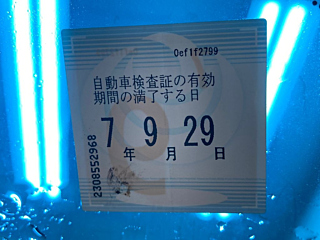 0cf1f2799
自動車検査証の有効
期間の満了する日
7 9 29
年 月 日
2308552968